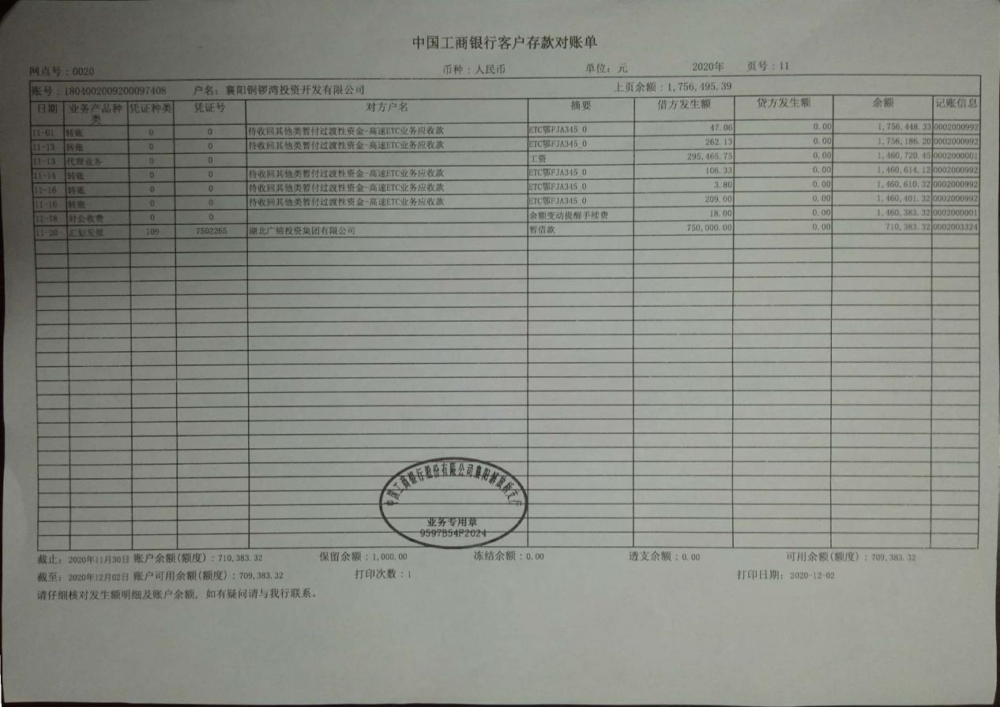 中国工商银行客户存款对账单
网点号：0020 币种：人民币 单位：元 2020年 页号：11
账号：1804002009200097408 户名：襄阳铜锣湾投资开发有限公司 上页余额：1,756,495.39
日期 业务产品种类 凭证种类 凭证号 对方户名 摘要 借方发生额 贷方发生额 余额 记账信息
11-01 转账 0 0 待收回其他类暂付过渡性资金-高速ETC业务应收款 ETC鄂FJA345_0 47.06 0.00 1,756,448.33 0002000992
11-13 转账 0 0 待收回其他类暂付过渡性资金-高速ETC业务应收款 ETC鄂FJA345_0 262.13 0.00 1,756,186.20 0002000992
11-13 代理业务 0 0 工资 295,465.75 0.00 1,460,720.45 0002000001
11-14 转账 0 0 待收回其他类暂付过渡性资金-高速ETC业务应收款 ETC鄂FJA345_0 106.33 0.00 1,460,614.12 0002000992
11-16 转账 0 0 待收回其他类暂付过渡性资金-高速ETC业务应收款 ETC鄂FJA345_0 3.80 0.00 1,460,610.32 0002000992
11-16 转账 0 0 待收回其他类暂付过渡性资金-高速ETC业务应收款 ETC鄂FJA345_0 209.00 0.00 1,460,401.32 0002000992
11-18 对公收费 0 0 余额变动提醒手续费 18.00 0.00 1,460,383.32 0002000001
11-20 汇划发报 109 7502265 湖北广锦投资集团有限公司 暂借款 750,000.00 0.00 710,383.32 0002003324
中国工商银行股份有限公司襄阳解放桥支行
业务专用章
9597B54F2024
截止：2020年11月30日 账户余额(额度)：710,383.32 保留余额：1,000.00 冻结余额：0.00 透支余额：0.00 可用余额(额度)：709,383.32
截至：2020年12月02日 账户可用余额(额度)：709,383.32 打印次数：1 打印日期：2020-12-02
请仔细核对发生额明细及账户余额，如有疑问请与我行联系。